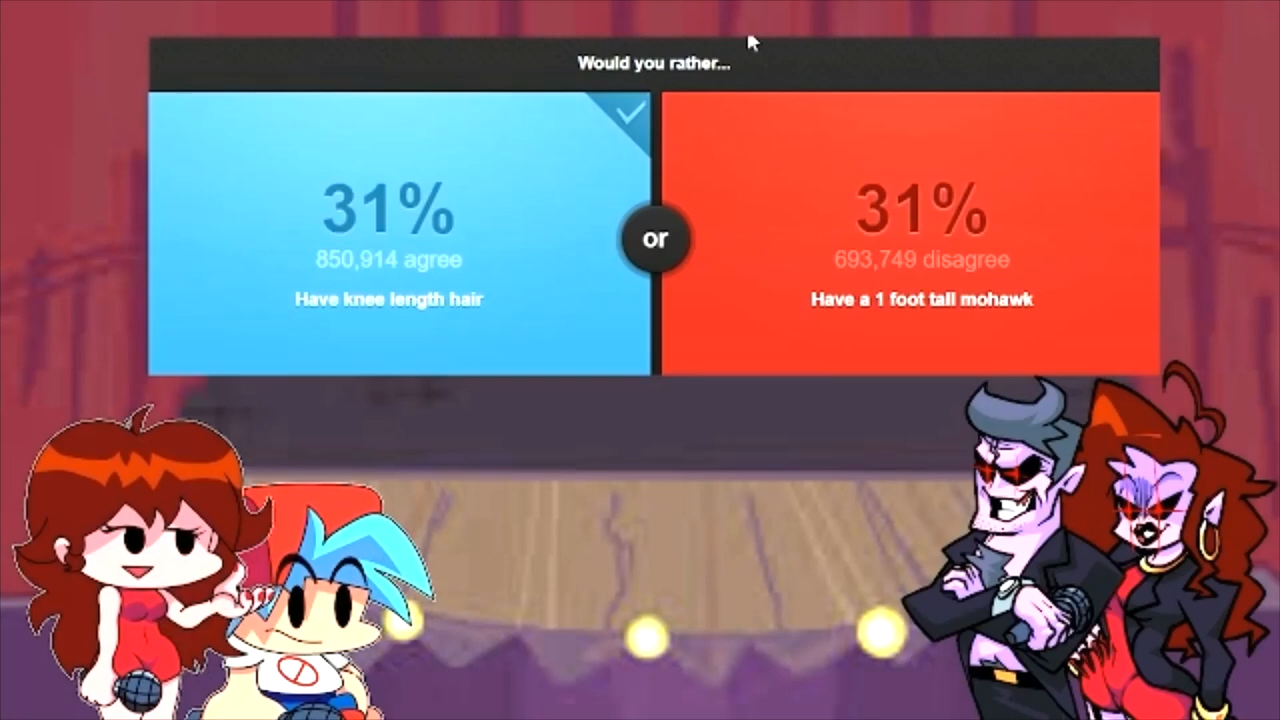 Would you rather...
31%
850,914 agree
Have knee length hair
or
31%
693,749 disagree
Have a 1 foot tall mohawk